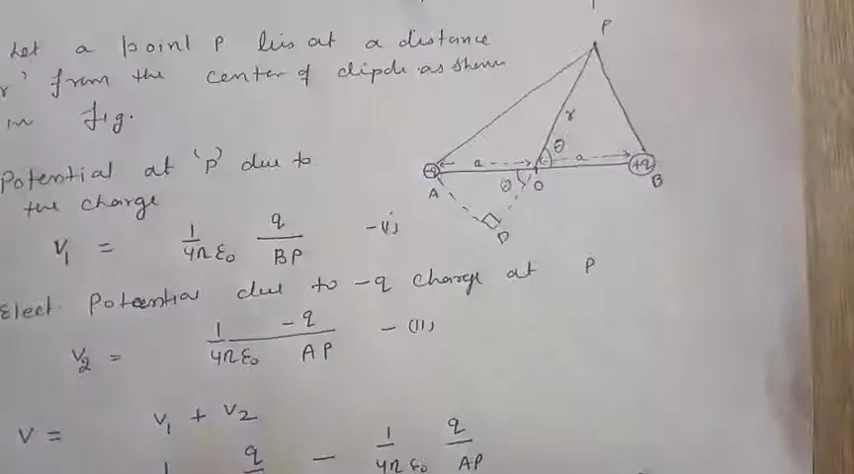 Let a point P lies at a distance
r' from the center of dipole as shown
in fig.
Potential at 'P' due to
the charge
V₁ = 1/4πε₀ q/BP -(i)
Elect. Potential due to -q charge at P
V₂ = 1/4πε₀ -q/AP - (II)
V = V₁ + V₂
1 q - 1/4πε₀ q/AP
P
r
θ
a a
+q
A B
θ O
D